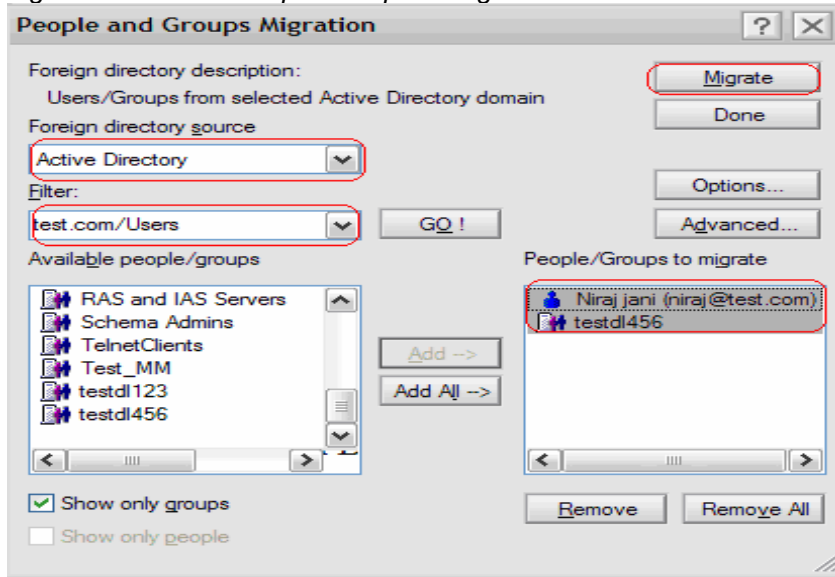 People and Groups Migration
Foreign directory description:
Users/Groups from selected Active Directory domain
Migrate
Done
Foreign directory source
Active Directory
Options...
Filter:
test.com/Users
GO !
Advanced...
Available people/groups
People/Groups to migrate
RAS and IAS Servers
Schema Admins
TelnetClients
Test_MM
testdl123
testdl456
Add -->
Add All -->
Niraj jani (niraj@test.com)
testdl456
Show only groups
Show only people
Remove
Remove All